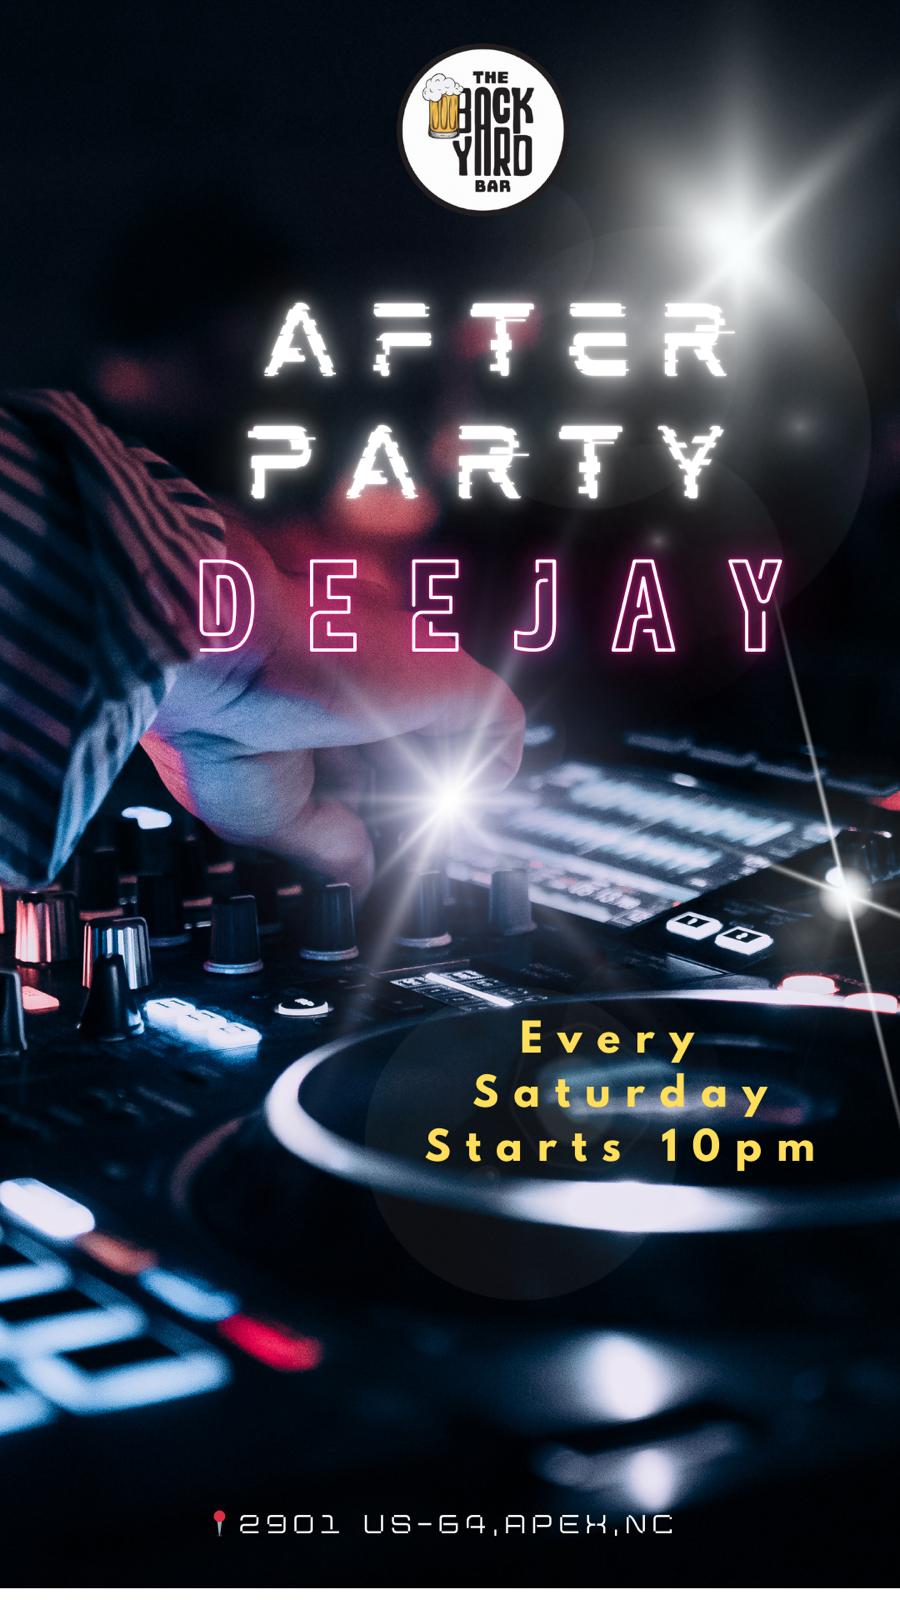 THE
BACK
YARD
BAR
AFTER
PARTY
DEEJAY
Every
Saturday
Starts 10pm
2901 US-64,APEX,NC